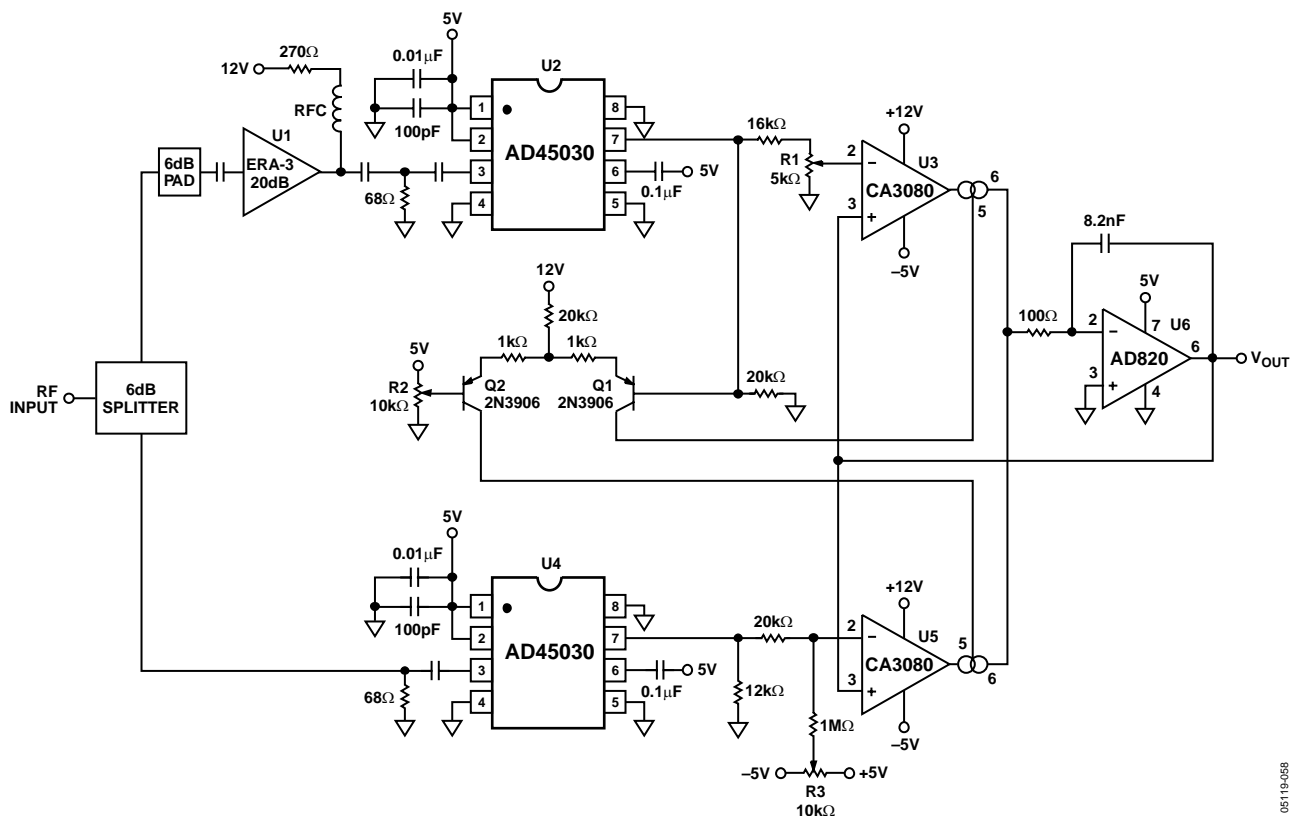 5V
270Ω
12V
RFC
0.01μF
100pF
U2
1
2
3
4
8
7
6
5
AD45030
0.1μF
5V
6dB
PAD
U1
ERA-3
20dB
68Ω
16kΩ
R1
5kΩ
+12V
U3
2
3
−
+
CA3080
−5V
6
5
12V
20kΩ
1kΩ
1kΩ
5V
R2
10kΩ
Q2
2N3906
Q1
2N3906
20kΩ
RF
INPUT
6dB
SPLITTER
8.2nF
100Ω
5V
2
−
7
U6
AD820
6
3
+
4
VOUT
5V
0.01μF
100pF
U4
1
2
3
4
8
7
6
5
AD45030
0.1μF
5V
68Ω
20kΩ
12kΩ
1MΩ
−5V
+5V
R3
10kΩ
+12V
U5
2
3
−
+
CA3080
−5V
5
6
05119-058